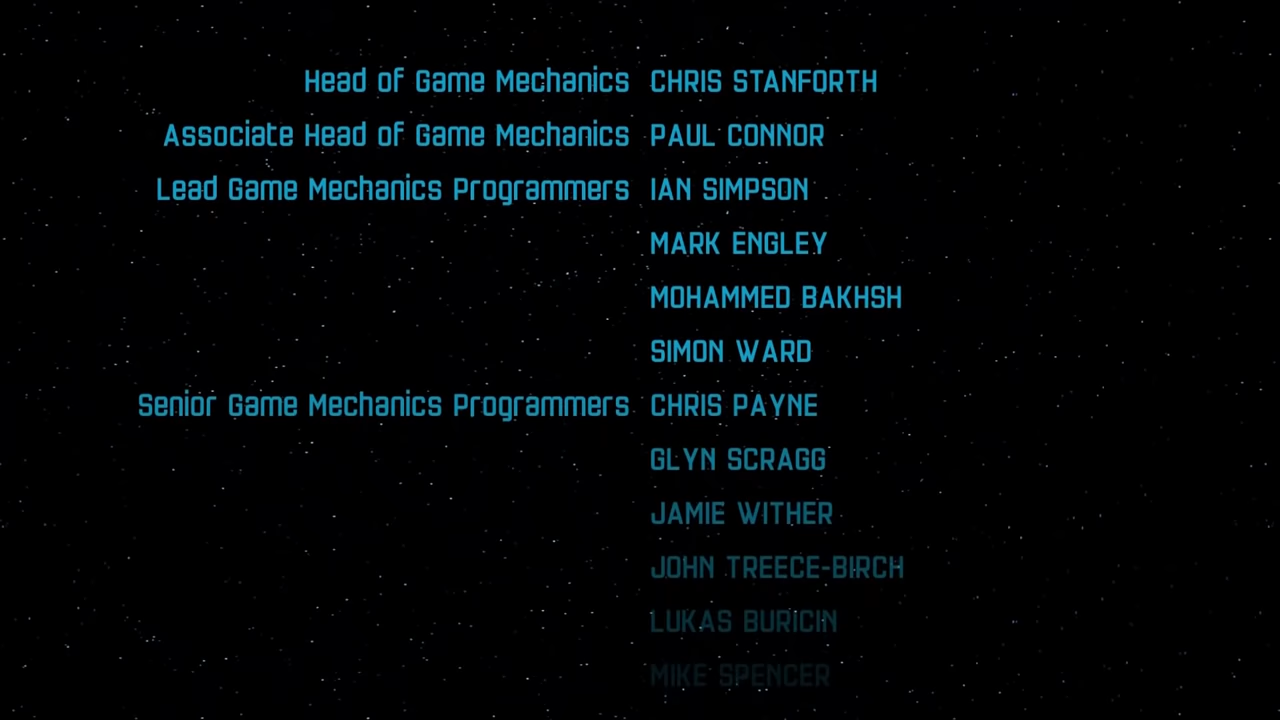 Head of Game Mechanics CHRIS STANFORTH
Associate Head of Game Mechanics PAUL CONNOR
Lead Game Mechanics Programmers IAN SIMPSON
MARK ENGLEY
MOHAMMED BAKHSH
SIMON WARD
Senior Game Mechanics Programmers CHRIS PAYNE
GLYN SCRAGG
JAMIE WITHER
JOHN TREECE-BIRCH
LUKAS BURICIN
MIKE SPENCER